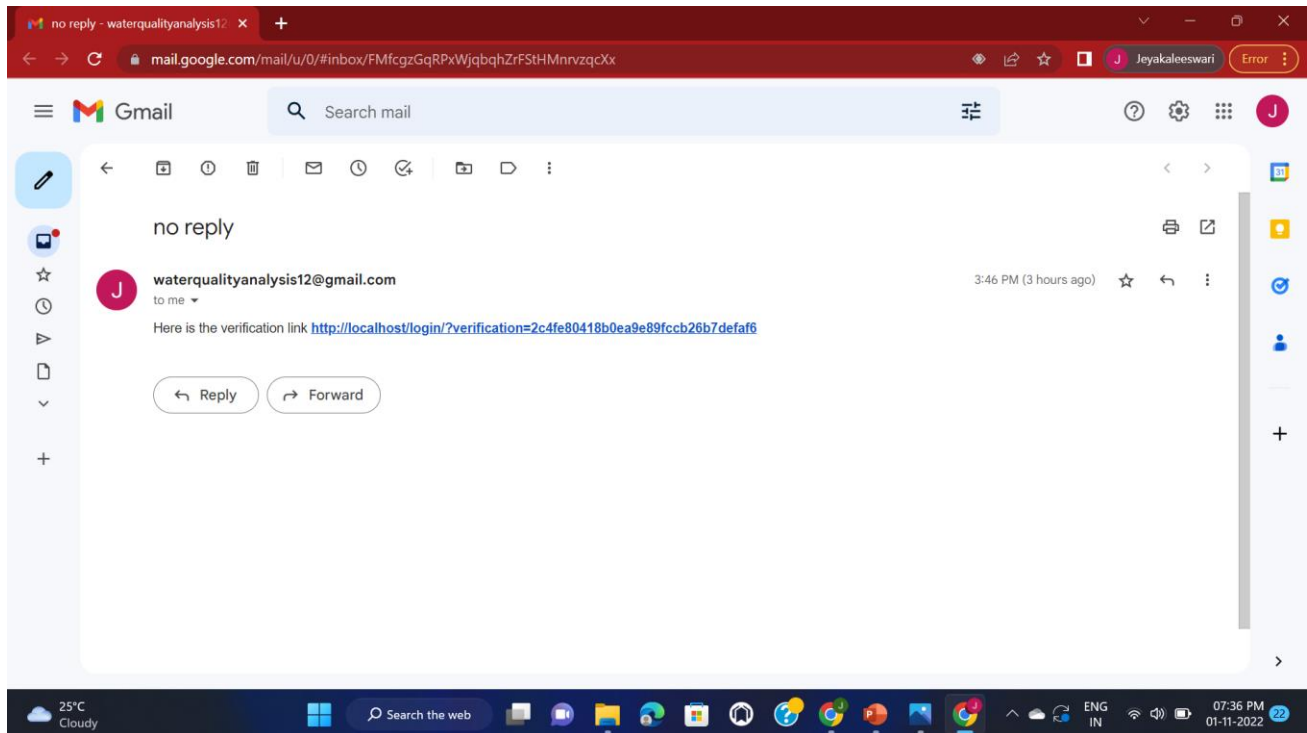 no reply - waterqualityanalysis12
mail.google.com/mail/u/0/#inbox/FMfcgzGqRPxWjqbqhZrFStHMnrvzqcXx
J Jeyakaleeswari Error
Gmail Search mail J
31
no reply
J
waterqualityanalysis12@gmail.com 3:46 PM (3 hours ago)
to me
Here is the verification link http://localhost/login/?verification=2c4fe80418b0ea9e89fccb26b7defaf6
Reply Forward
25°C
Cloudy
Search the web
ENG
IN
07:36 PM
01-11-2022
22